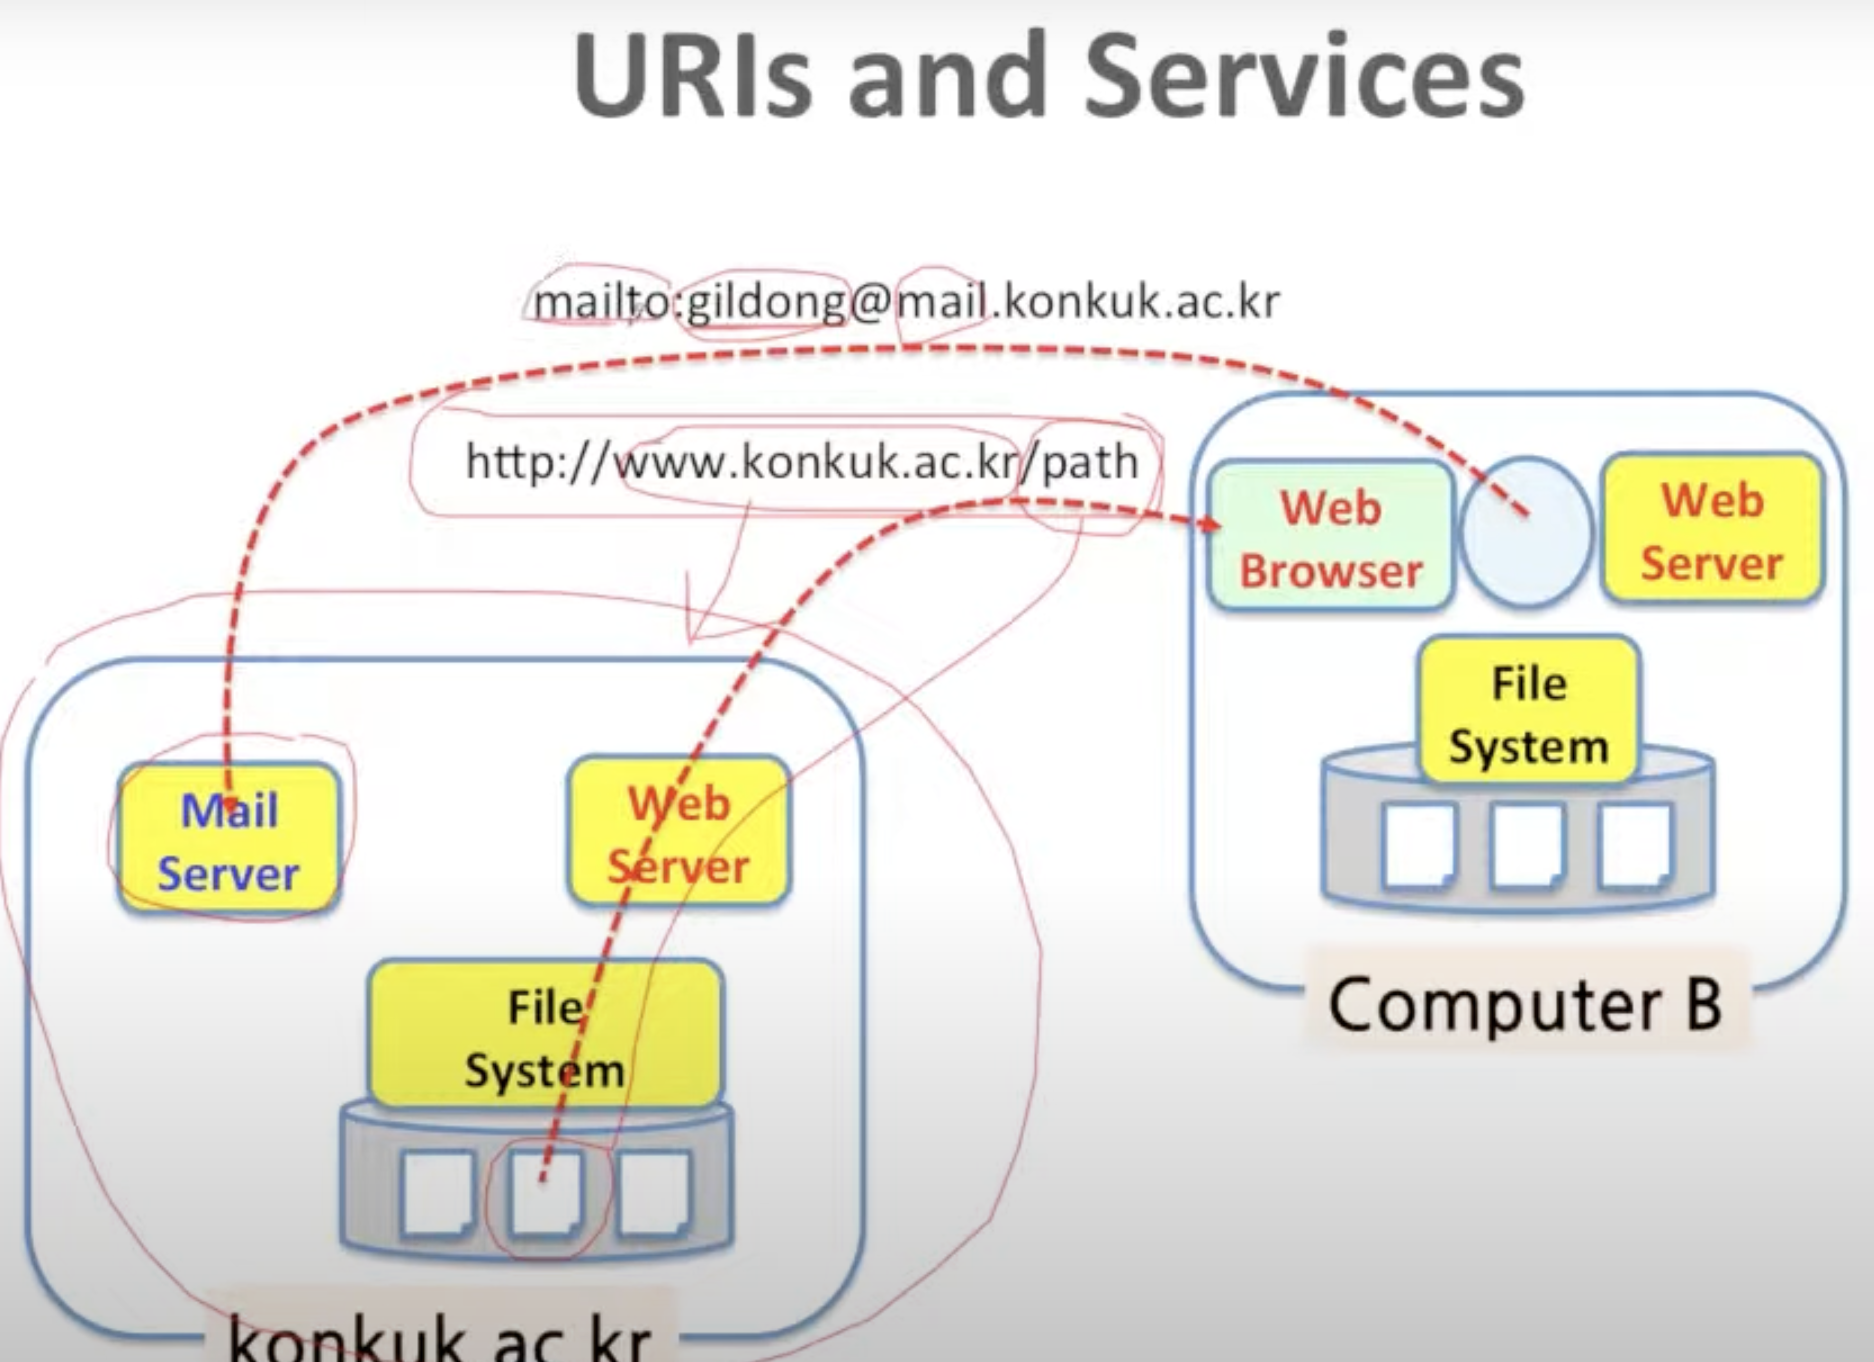 URIs and Services
mailto:gildong@mail.konkuk.ac.kr
http://www.konkuk.ac.kr/path
Web
Browser
Web
Server
File
System
Computer B
Mail
Server
Web
Server
File
System
konkuk ac kr